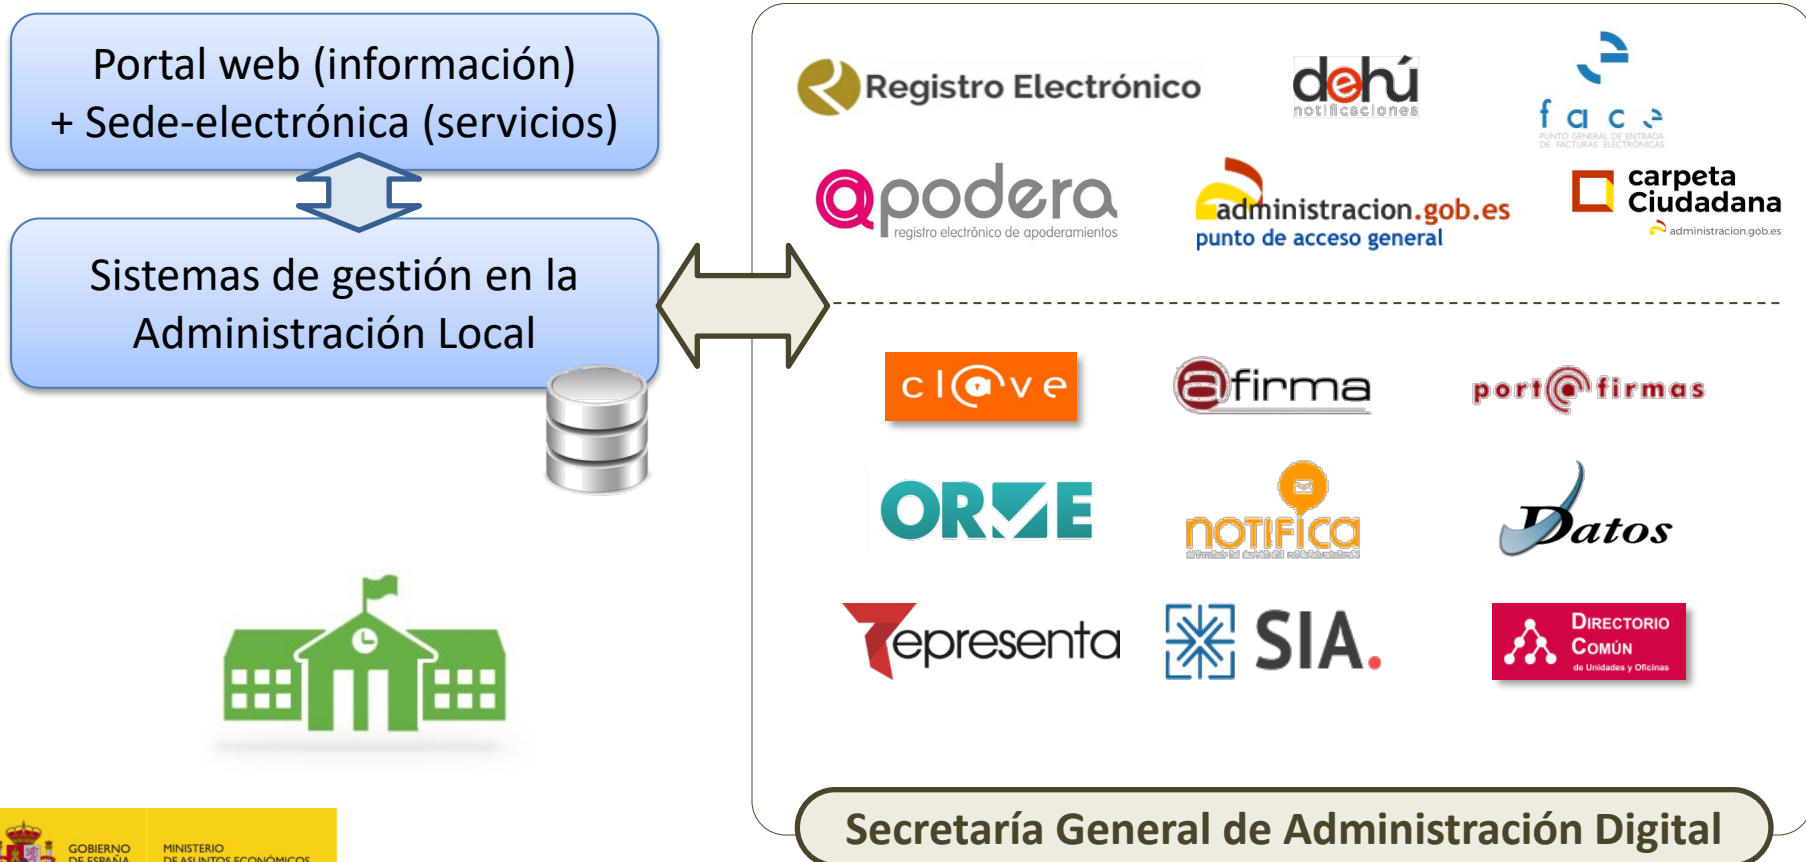 Portal web (información)
+ Sede-electrónica (servicios)
Sistemas de gestión en la
Administración Local
Registro Electrónico
dehú
notificaciones
face
PUNTO GENERAL DE ENTRADA
DE FACTURAS ELECTRÓNICAS
@podera
registro electrónico de apoderamientos
administracion.gob.es
punto de acceso general
carpeta
Ciudadana
administracion.gob.es
cl@ve
@firma
port@firmas
ORVE
NOTIFICA
Datos
representa
SIA.
DIRECTORIO
COMÚN
de Unidades y Oficinas
Secretaría General de Administración Digital
GOBIERNO
DE ESPAÑA
MINISTERIO
DE ASUNTOS ECONÓMICOS